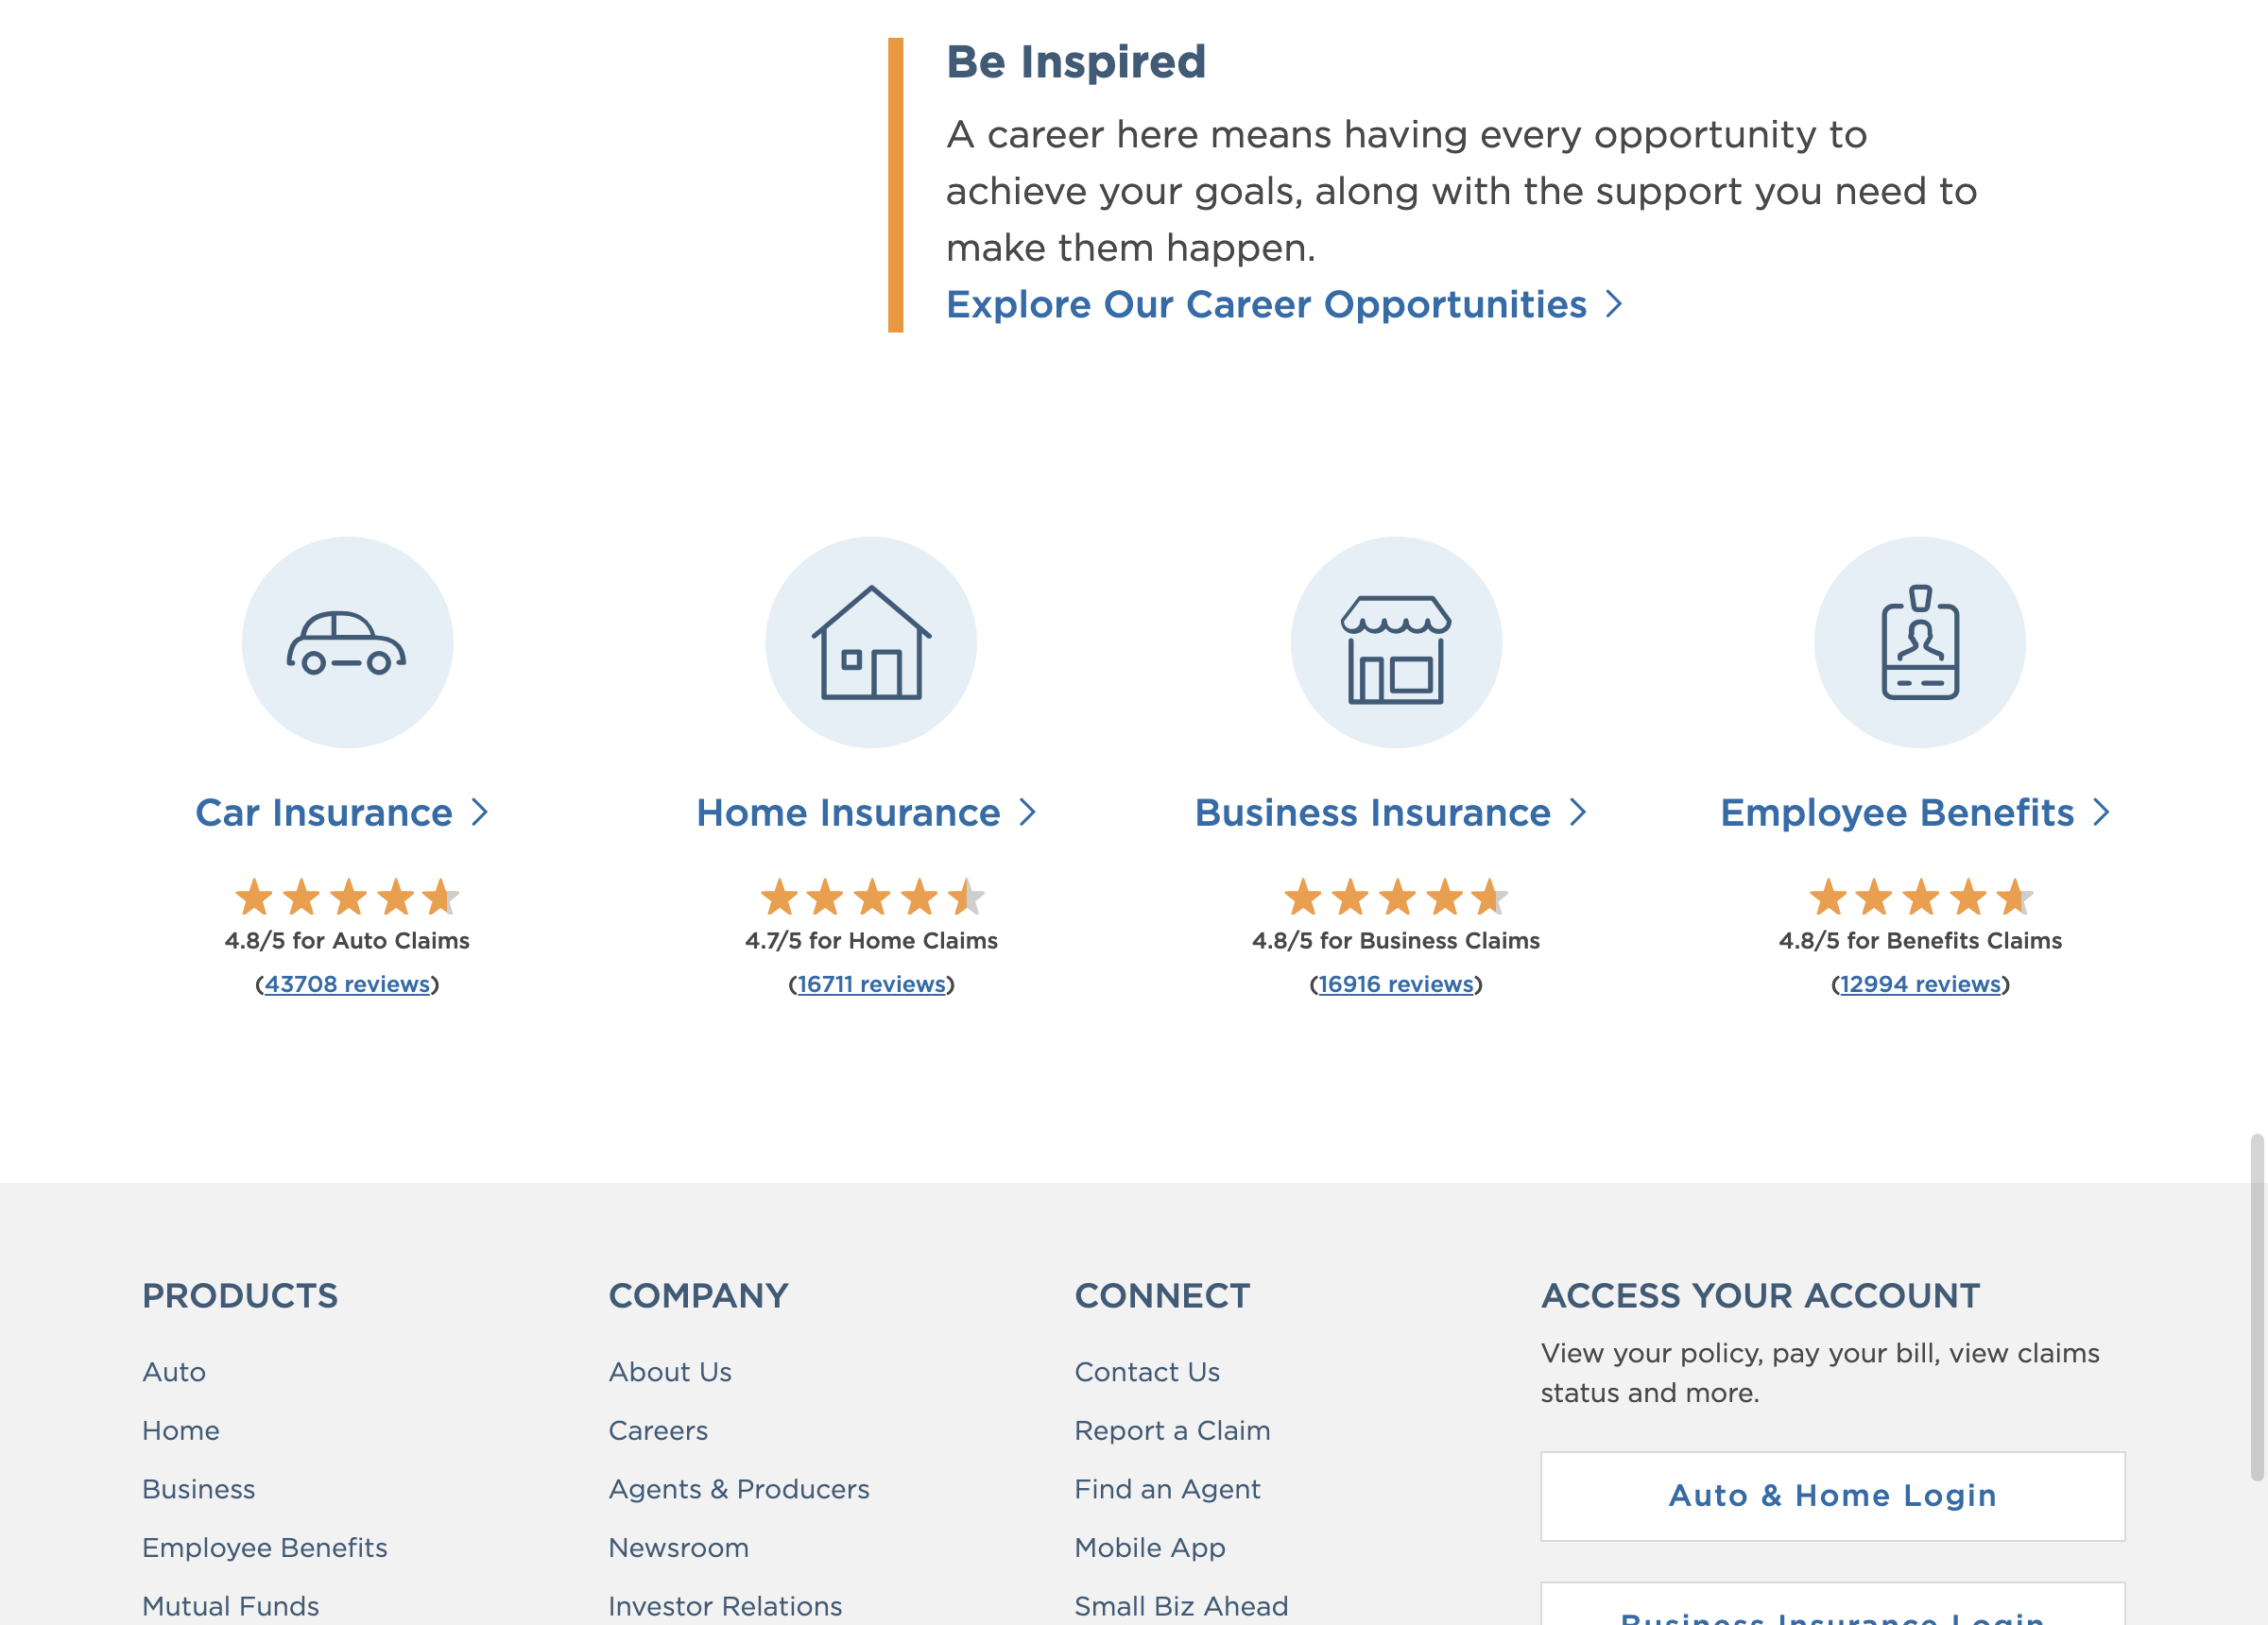 Be Inspired
A career here means having every opportunity to
achieve your goals, along with the support you need to
make them happen.
Explore Our Career Opportunities
Car Insurance
4.8/5 for Auto Claims
(43708 reviews)
Home Insurance
4.7/5 for Home Claims
(16711 reviews)
Business Insurance
4.8/5 for Business Claims
(16916 reviews)
Employee Benefits
4.8/5 for Benefits Claims
(12994 reviews)
PRODUCTS
Auto
Home
Business
Employee Benefits
Mutual Funds
COMPANY
About Us
Careers
Agents & Producers
Newsroom
Investor Relations
CONNECT
Contact Us
Report a Claim
Find an Agent
Mobile App
Small Biz Ahead
ACCESS YOUR ACCOUNT
View your policy, pay your bill, view claims
status and more.
Auto & Home Login
Business Insurance Login